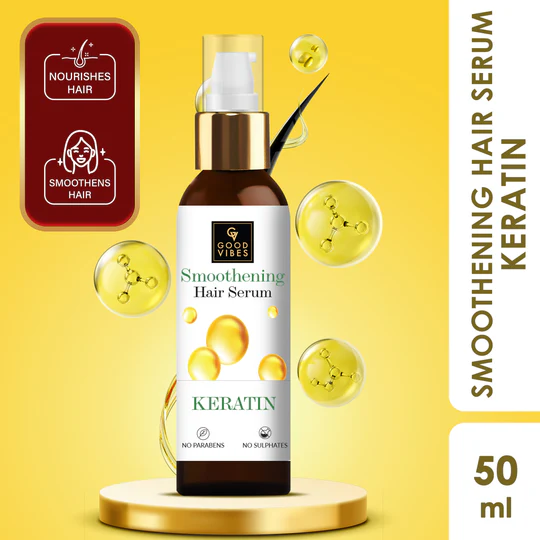 NOURISHES
HAIR
SMOOTHENS
HAIR
GV
GOOD
VIBES
Smoothening
Hair Serum
KERATIN
NO PARABENS
NO SULPHATES
SMOOTHENING HAIR SERUM
KERATIN
50
ml